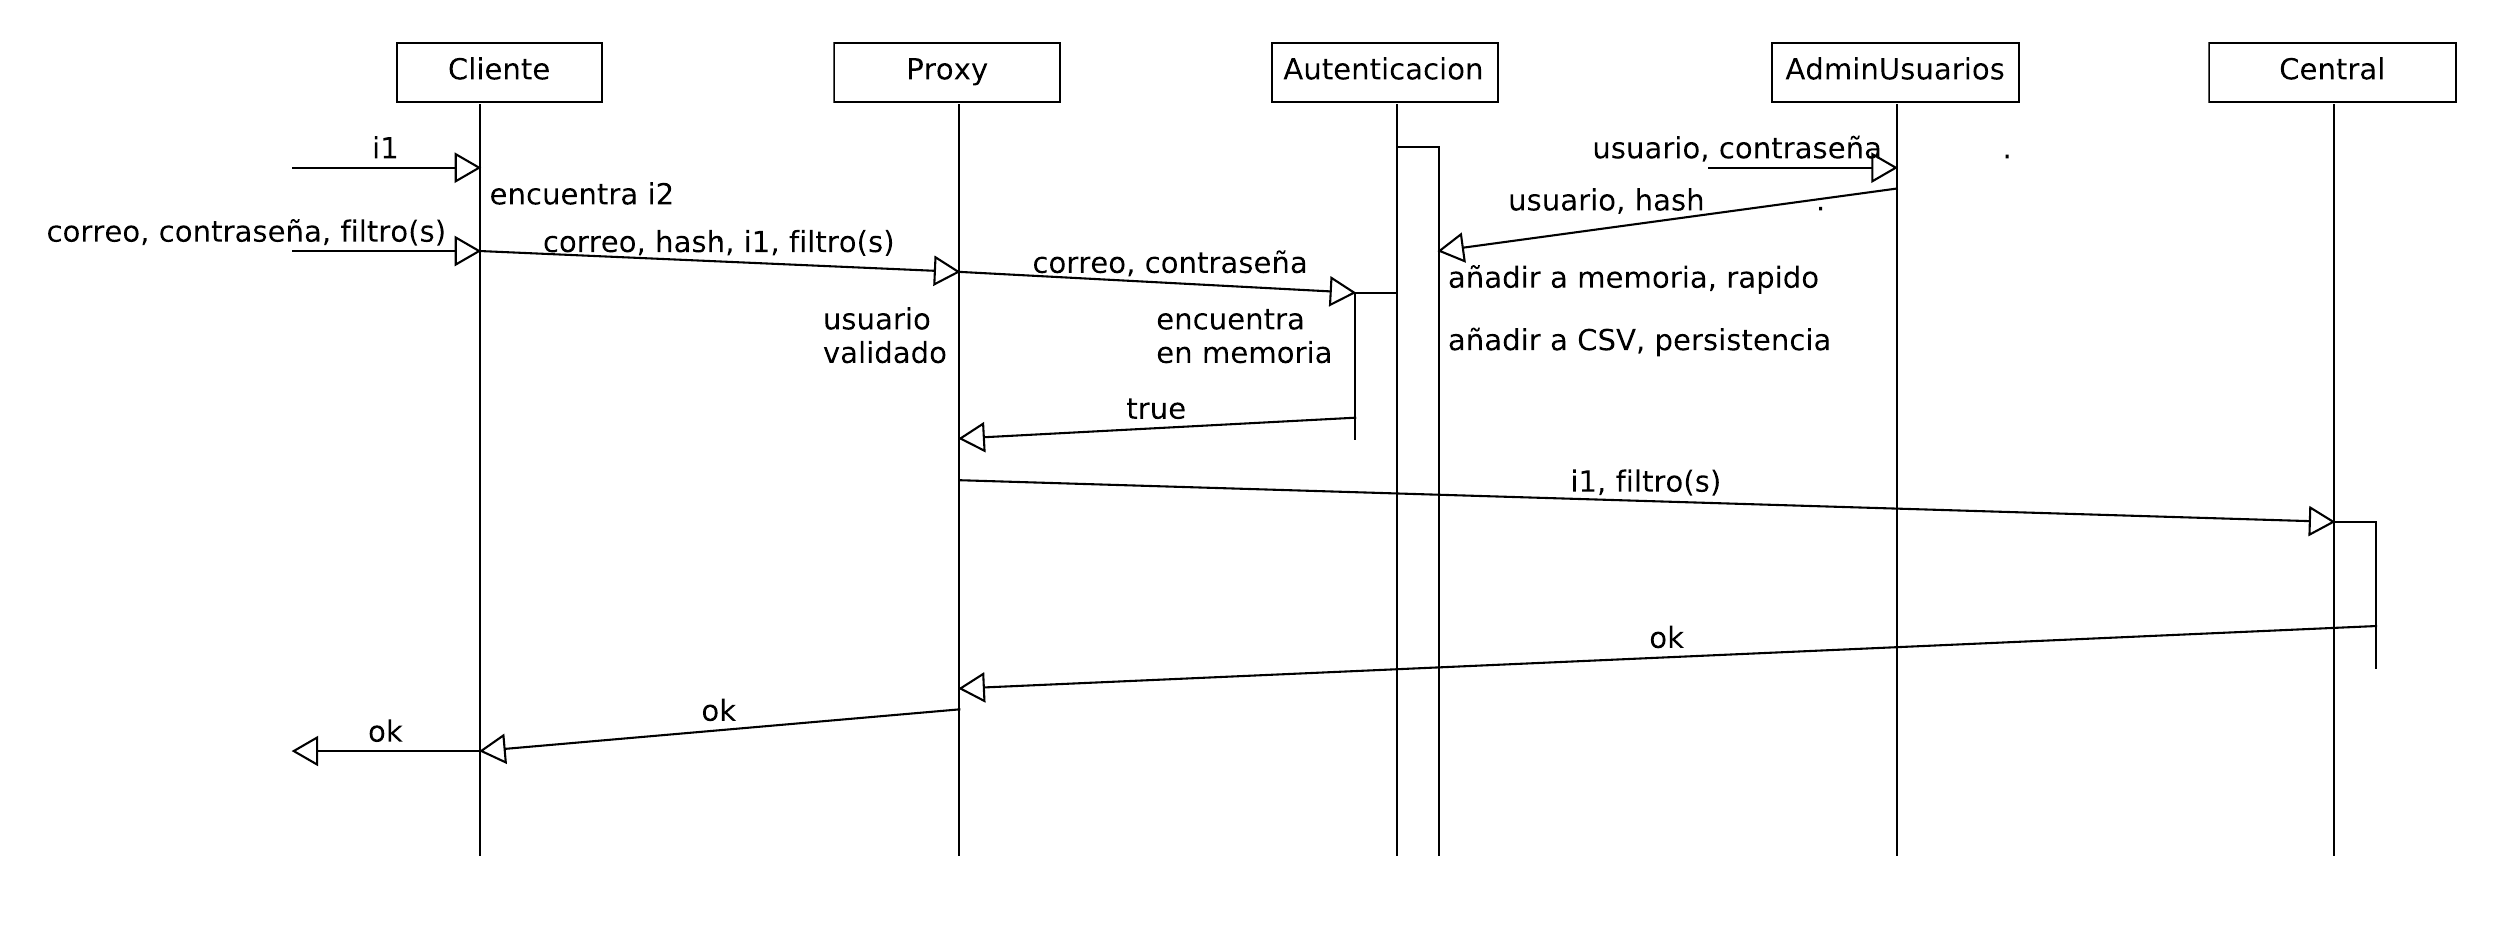 Cliente
Proxy
Autenticacion
AdminUsuarios
Central
i1
usuario, contraseña .
encuentra i2
usuario, hash .
correo, contraseña, filtro(s)
correo, hash, i1, filtro(s)
correo, contraseña
añadir a memoria, rapido
usuario
validado
encuentra
en memoria
añadir a CSV, persistencia
true
i1, filtro(s)
ok
ok
ok